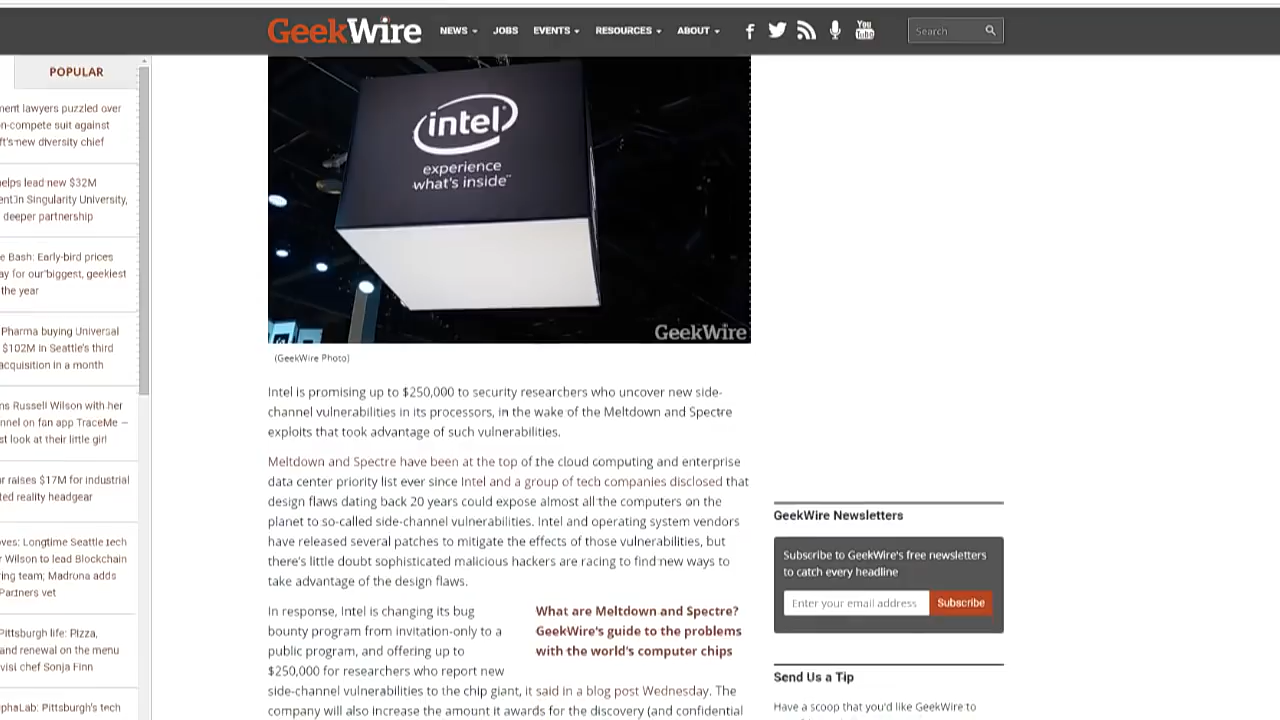 GeekWire
NEWS
JOBS
EVENTS
RESOURCES
ABOUT
You
Tube
Search
POPULAR
ment lawyers puzzled over
n-compete suit against
ft's new diversity chief
helps lead new $32M
ent in Singularity University,
deeper partnership
e Bash: Early-bird prices
ay for our biggest, geekiest
the year
Pharma buying Universal
$102M in Seattle's third
acquisition in a month
ns Russell Wilson with her
nnel on fan app TraceMe —
st look at their little girl
r raises $17M for industrial
ted reality headgear
oves: Longtime Seattle tech
r Wilson to lead Blockchain
ring team; Madrona adds
Partners vet
Pittsburgh life: Pizza,
and renewal on the menu
visi chef Sonja Finn
phaLab: Pittsburgh's tech
intel
experience
what's inside™
GeekWire
(GeekWire Photo)
Intel is promising up to $250,000 to security researchers who uncover new side-
channel vulnerabilities in its processors, in the wake of the Meltdown and Spectre
exploits that took advantage of such vulnerabilities.
Meltdown and Spectre have been at the top of the cloud computing and enterprise
data center priority list ever since Intel and a group of tech companies disclosed that
design flaws dating back 20 years could expose almost all the computers on the
planet to so-called side-channel vulnerabilities. Intel and operating system vendors
have released several patches to mitigate the effects of those vulnerabilities, but
there's little doubt sophisticated malicious hackers are racing to find new ways to
take advantage of the design flaws.
In response, Intel is changing its bug
bounty program from invitation-only to a
public program, and offering up to
$250,000 for researchers who report new
side-channel vulnerabilities to the chip giant, it said in a blog post Wednesday. The
company will also increase the amount it awards for the discovery (and confidential
What are Meltdown and Spectre?
GeekWire's guide to the problems
with the world's computer chips
GeekWire Newsletters
Subscribe to GeekWire's free newsletters
to catch every headline
Enter your email address
Subscribe
Send Us a Tip
Have a scoop that you'd like GeekWire to